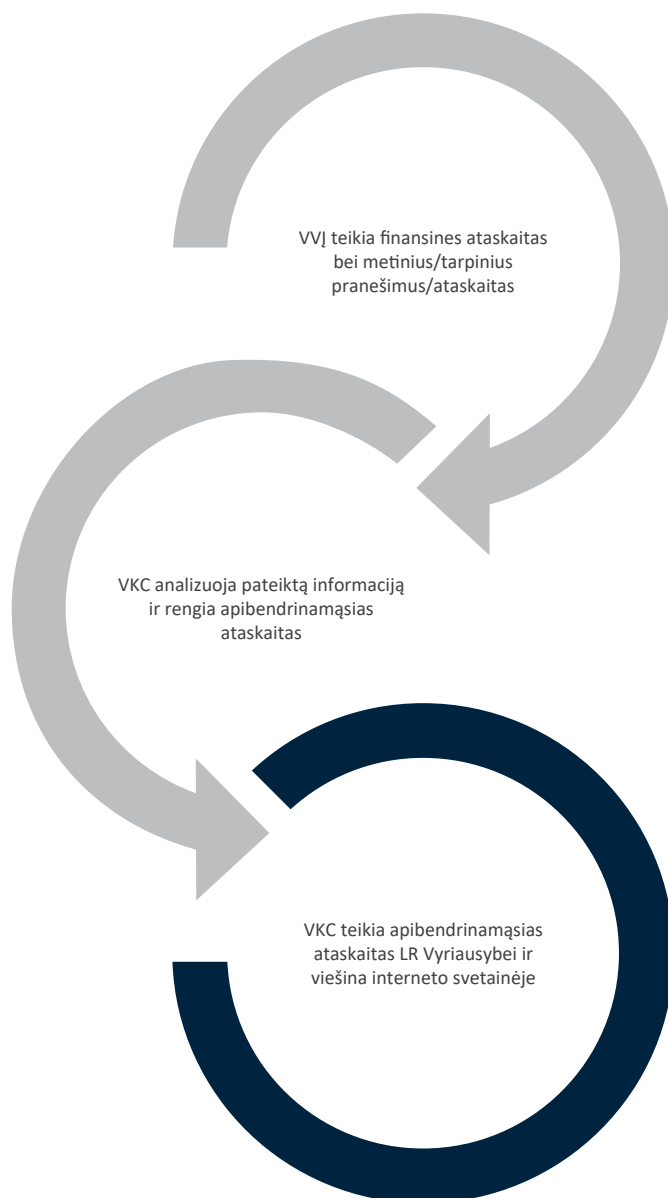 VVĮ teikia finansines ataskaitas
bei metinius/tarpinius
pranešimus/ataskaitas
VKC analizuoja pateiktą informaciją
ir rengia apibendrinamąsias
ataskaitas
VKC teikia apibendrinamąsias
ataskaitas LR Vyriausybei ir
viešina interneto svetainėje